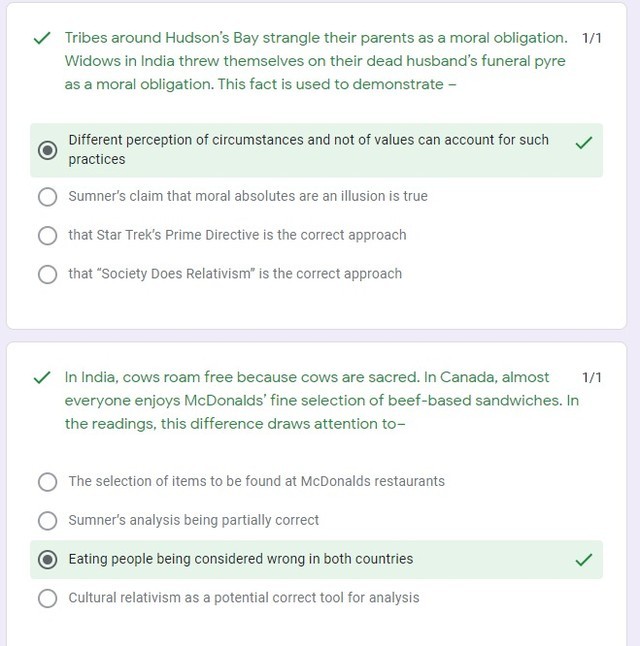 Tribes around Hudson's Bay strangle their parents as a moral obligation. 1/1
Widows in India threw themselves on their dead husband's funeral pyre
as a moral obligation. This fact is used to demonstrate –
Different perception of circumstances and not of values can account for such
practices
Sumner's claim that moral absolutes are an illusion is true
that Star Trek's Prime Directive is the correct approach
that "Society Does Relativism" is the correct approach
In India, cows roam free because cows are sacred. In Canada, almost 1/1
everyone enjoys McDonalds' fine selection of beef-based sandwiches. In
the readings, this difference draws attention to–
The selection of items to be found at McDonalds restaurants
Sumner's analysis being partially correct
Eating people being considered wrong in both countries
Cultural relativism as a potential correct tool for analysis